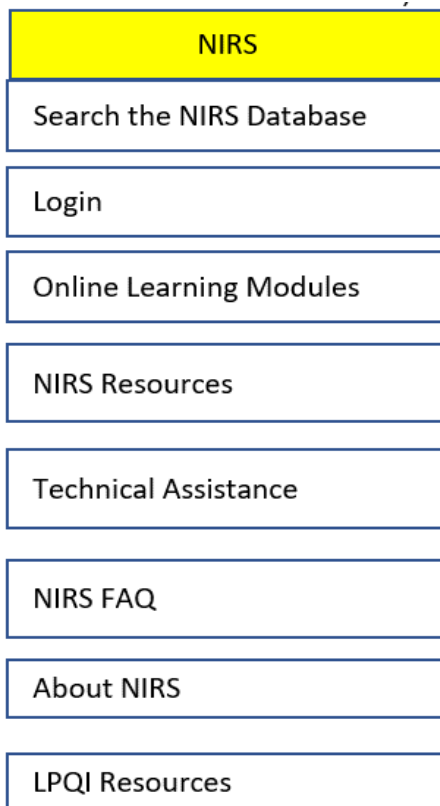 NIRS
Search the NIRS Database
Login
Online Learning Modules
NIRS Resources
Technical Assistance
NIRS FAQ
About NIRS
LPQI Resources